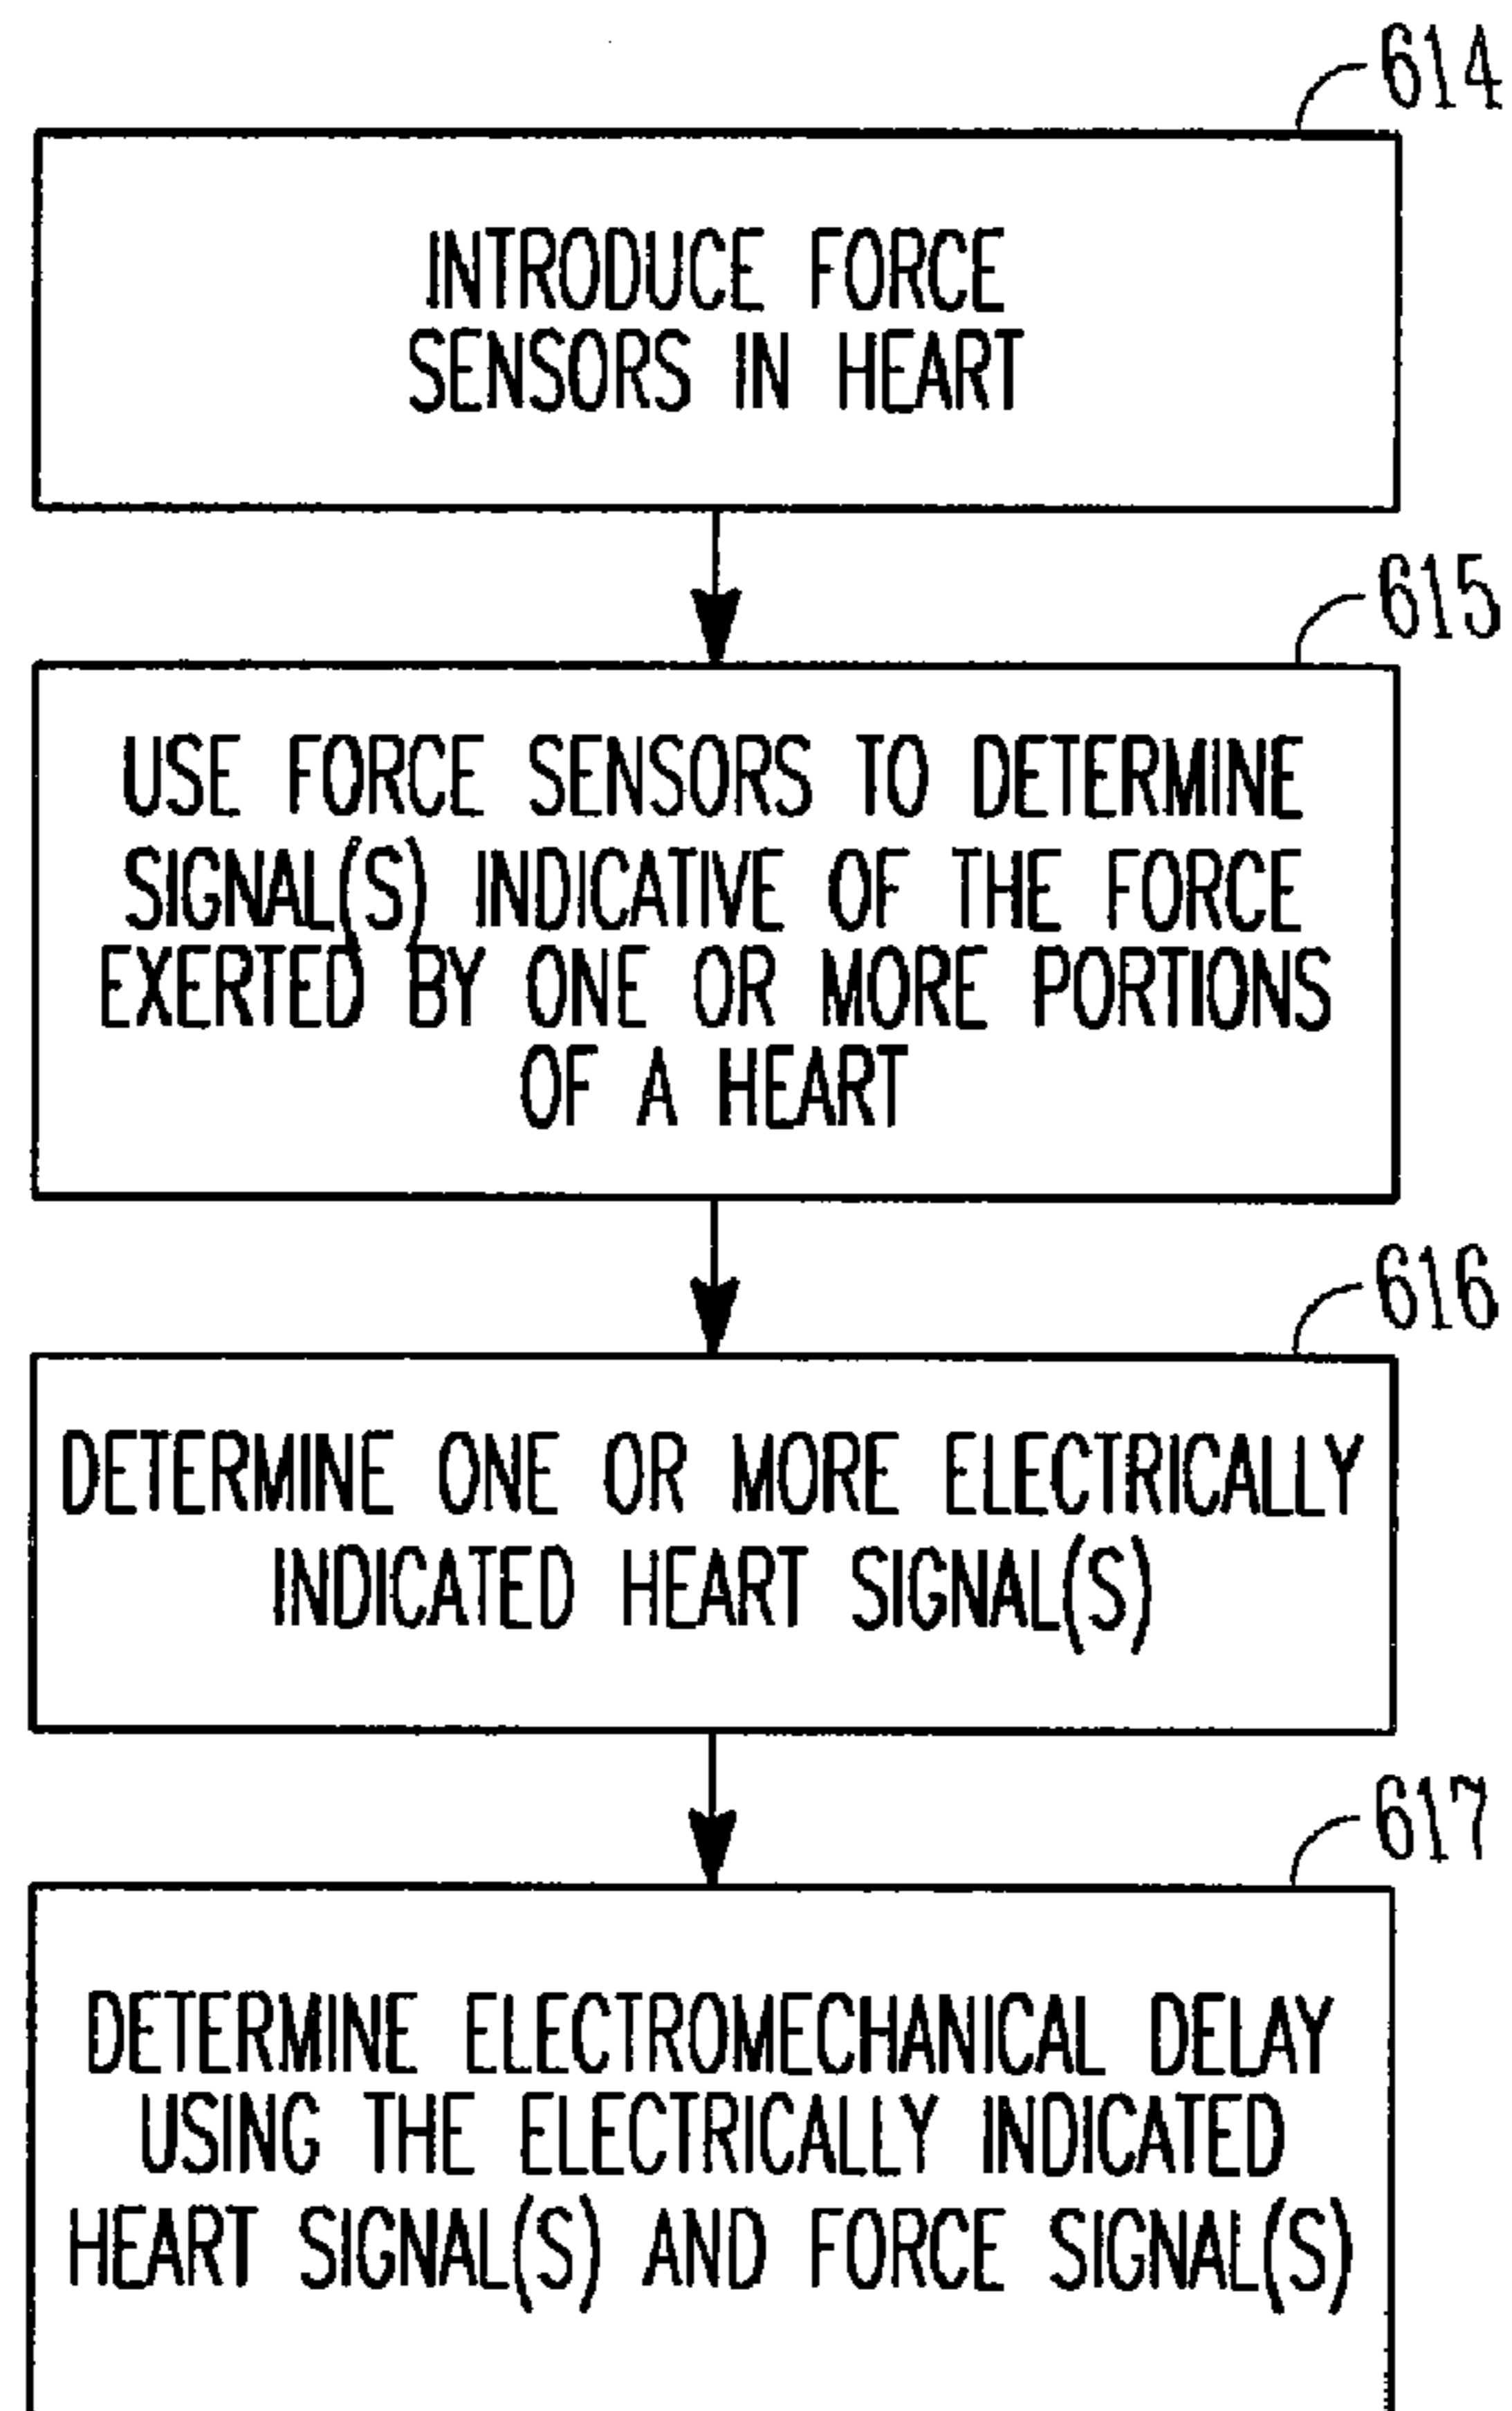 614
INTRODUCE FORCE
SENSORS IN HEART
615
USE FORCE SENSORS TO DETERMINE
SIGNAL(S) INDICATIVE OF THE FORCE
EXERTED BY ONE OR MORE PORTIONS
OF A HEART
616
DETERMINE ONE OR MORE ELECTRICALLY
INDICATED HEART SIGNAL(S)
617
DETERMINE ELECTROMECHANICAL DELAY
USING THE ELECTRICALLY INDICATED
HEART SIGNAL(S) AND FORCE SIGNAL(S)